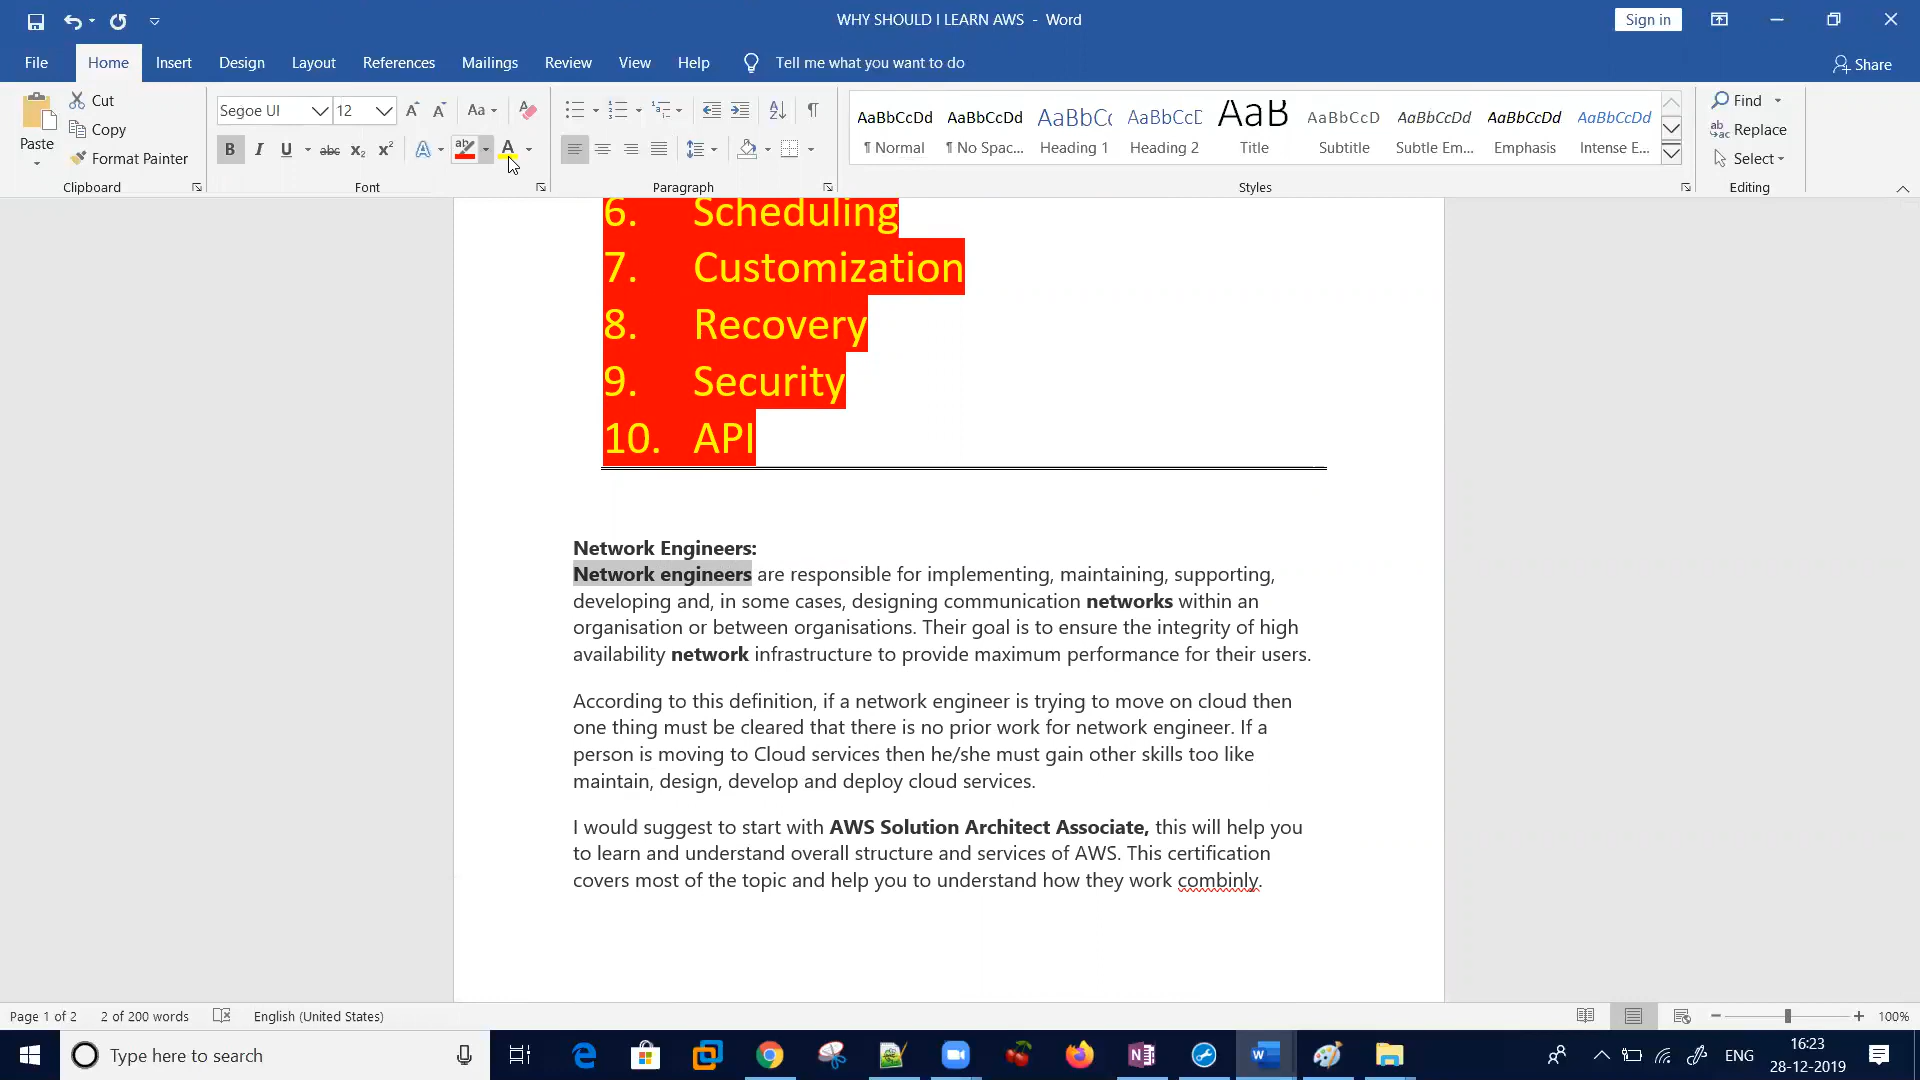 WHY SHOULD I LEARN AWS - Word
Sign in
File
Home
Insert
Design
Layout
References
Mailings
Review
View
Help
Tell me what you want to do
Share
Paste
Cut
Copy
Format Painter
Clipboard
Segoe UI
12
Aa
B I U abc x₂ x² A ab A
Font
Paragraph
AaBbCcDd
¶ Normal
AaBbCcDd
¶ No Spac...
AaBbCc
Heading 1
AaBbCcD
Heading 2
AaB
Title
AaBbCcD
Subtitle
AaBbCcDd
Subtle Em...
AaBbCcDd
Emphasis
AaBbCcDd
Intense E...
Styles
Find
Replace
Select
Editing
6. Scheduling
7. Customization
8. Recovery
9. Security
10. API
Network Engineers:
Network engineers are responsible for implementing, maintaining, supporting,
developing and, in some cases, designing communication networks within an
organisation or between organisations. Their goal is to ensure the integrity of high
availability network infrastructure to provide maximum performance for their users.
According to this definition, if a network engineer is trying to move on cloud then
one thing must be cleared that there is no prior work for network engineer. If a
person is moving to Cloud services then he/she must gain other skills too like
maintain, design, develop and deploy cloud services.
I would suggest to start with AWS Solution Architect Associate, this will help you
to learn and understand overall structure and services of AWS. This certification
covers most of the topic and help you to understand how they work combinly.
Page 1 of 2
2 of 200 words
English (United States)
100%
Type here to search
ENG
16:23
28-12-2019